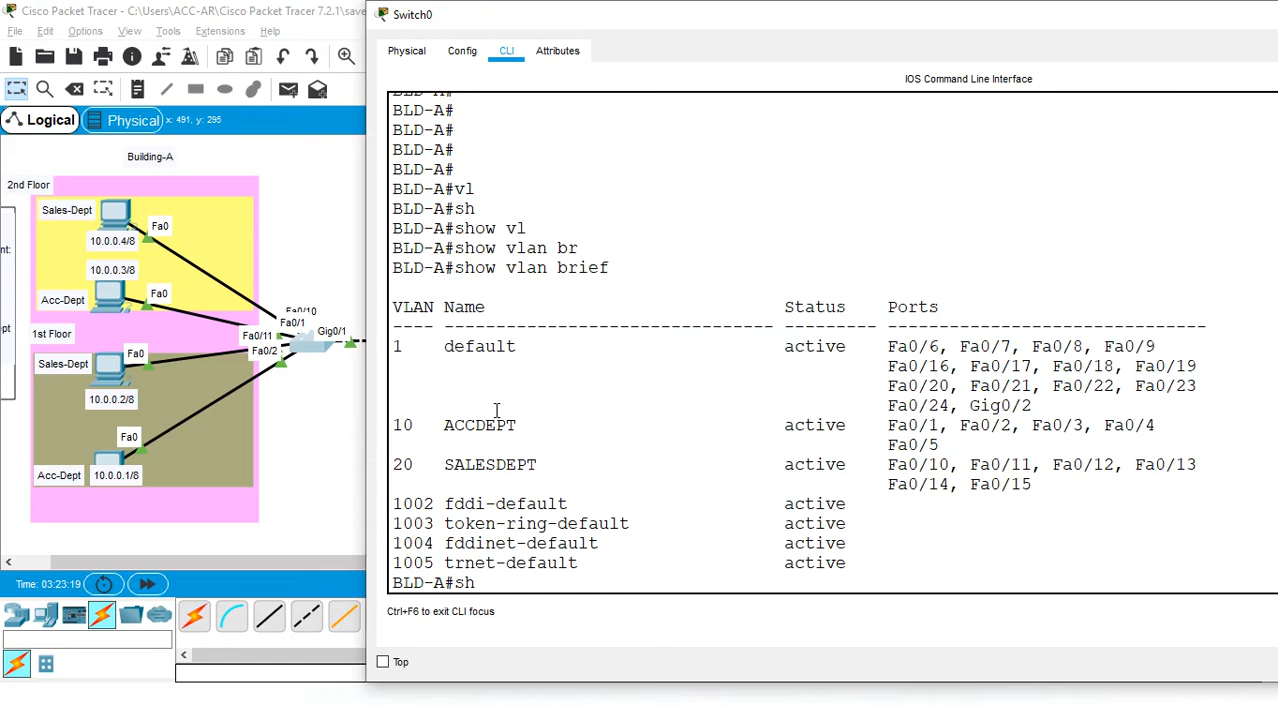 Cisco Packet Tracer - C:\Users\ACC-AR\Cisco Packet Tracer 7.2.1\save
File Edit Options View Tools Extensions Help
Logical
Physical
x: 491, y: 295
Building-A
2nd Floor
Sales-Dept
Fa0
10.0.0.4/8
10.0.0.3/8
Acc-Dept
Fa0
nt:
Fa0/10
Fa0/1
Gig0/1
Fa0/11
Fa0/2
1st Floor
Sales-Dept
Fa0
10.0.0.2/8
Fa0
Acc-Dept
10.0.0.1/8
Time: 03:23:19
Switch0
Physical Config CLI Attributes
IOS Command Line Interface
BLD-A#
BLD-A#
BLD-A#
BLD-A#
BLD-A#
BLD-A#vl
BLD-A#sh
BLD-A#show vl
BLD-A#show vlan br
BLD-A#show vlan brief
VLAN Name Status Ports
---- -------------------------------- --------- -------------------------------
1 default active Fa0/6, Fa0/7, Fa0/8, Fa0/9
Fa0/16, Fa0/17, Fa0/18, Fa0/19
Fa0/20, Fa0/21, Fa0/22, Fa0/23
Fa0/24, Gig0/2
10 ACCDEPT active Fa0/1, Fa0/2, Fa0/3, Fa0/4
Fa0/5
20 SALESDEPT active Fa0/10, Fa0/11, Fa0/12, Fa0/13
Fa0/14, Fa0/15
1002 fddi-default active
1003 token-ring-default active
1004 fddinet-default active
1005 trnet-default active
BLD-A#sh
Ctrl+F6 to exit CLI focus
Top